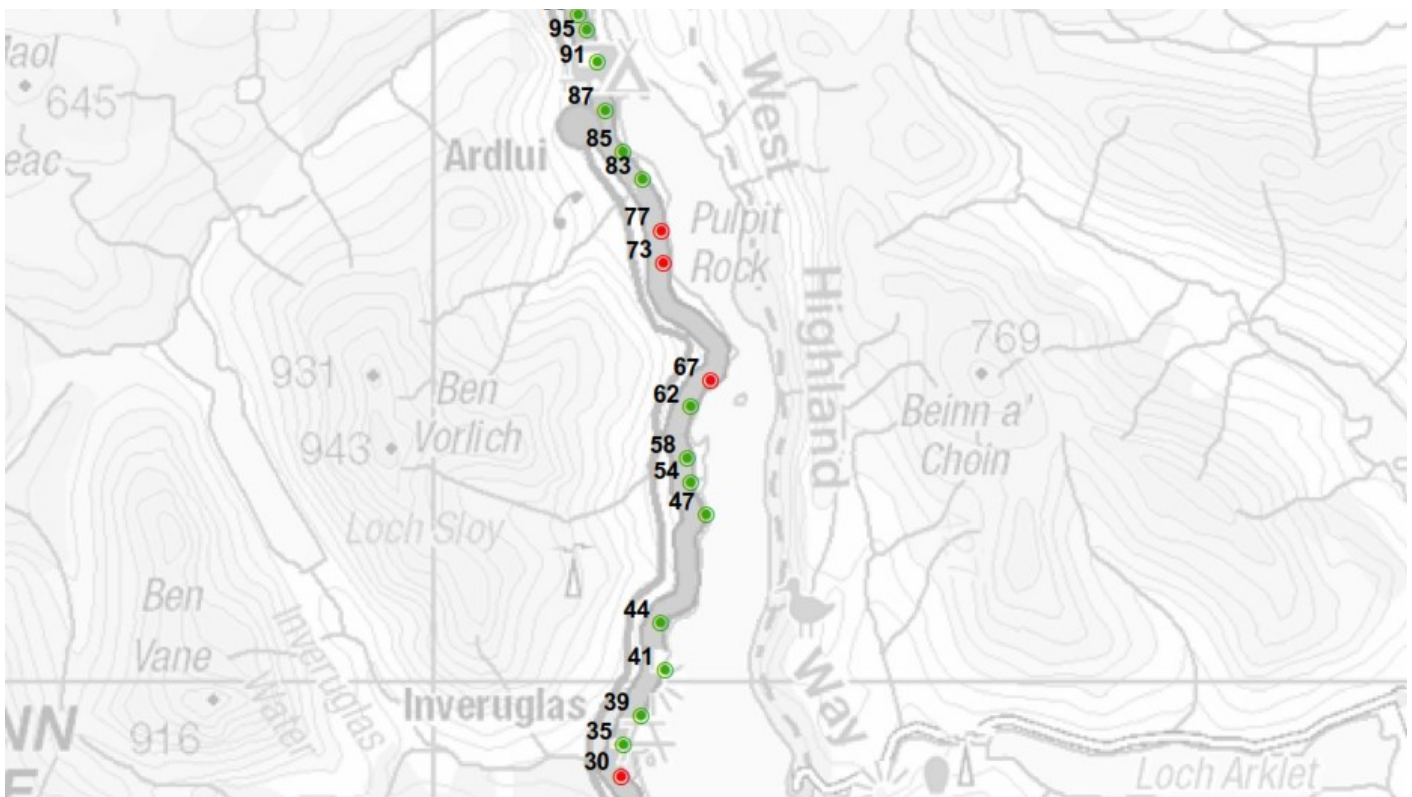 95
aol
91
645
West
87
eac
85
Ardlui
83
77
Pulpit
73
Rock
Highland
769
931
67
Ben
62
Beinn a'
Vorlich
58
Choin
943
54
47
Loch Sloy
Ben
44
Vane
41
Inveruglas
Water
Way
39
Inveruglas
NN
916
35
30
Loch Arklet